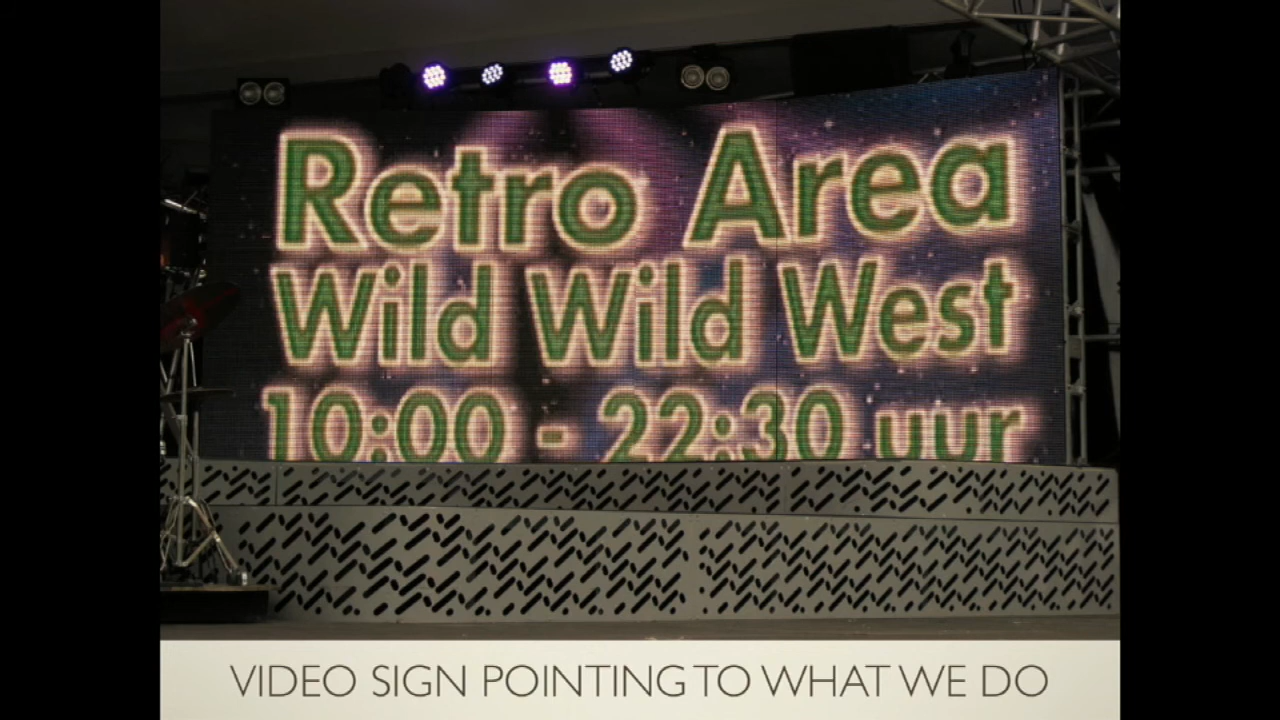 Retro Area
Wild Wild West
10:00 - 22:30 uur
VIDEO SIGN POINTING TO WHAT WE DO